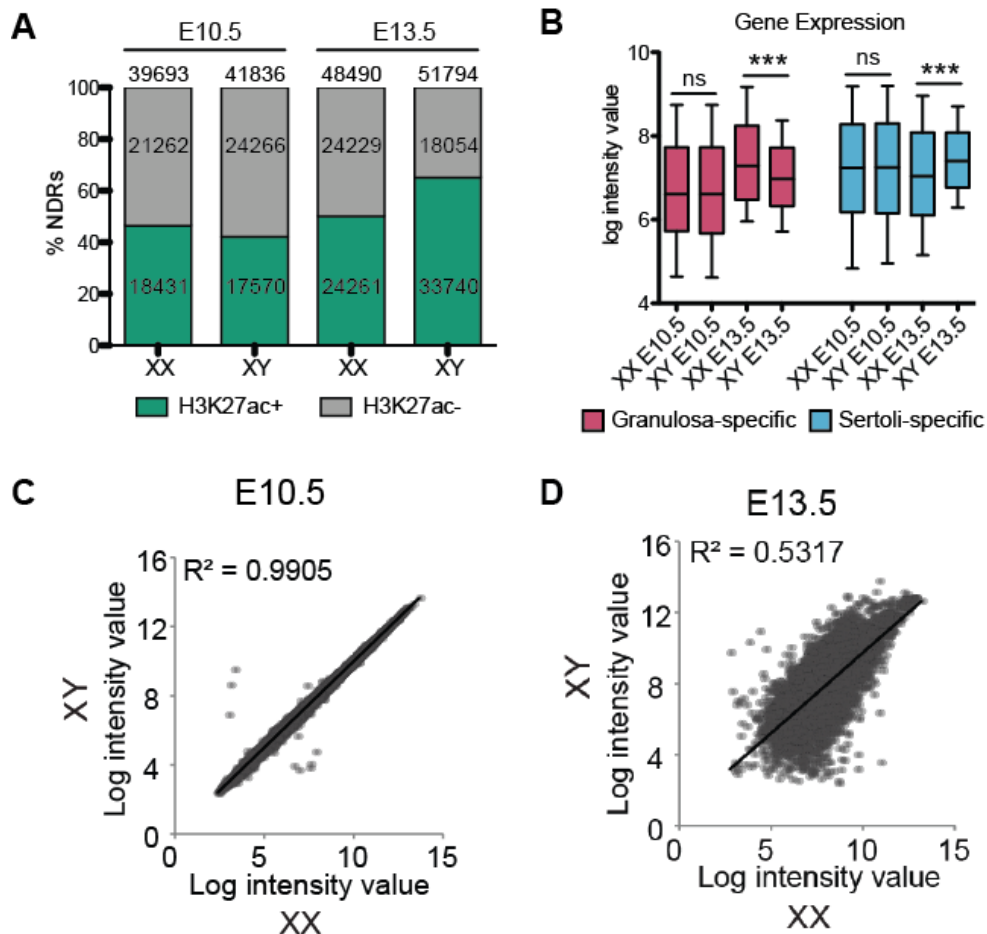 A
E10.5 E13.5
39693 41836 48490 51794
100
80
60
40
20
0
% NDRs
21262 24266 24229 18054
18431 17570 24261 33740
XX XY XX XY
H3K27ac+ H3K27ac-
B
Gene Expression
10
8
6
4
log intensity value
ns *** ns ***
XX E10.5 XY E10.5 XX E13.5 XY E13.5 XX E10.5 XY E10.5 XX E13.5 XY E13.5
Granulosa-specific Sertoli-specific
C
E10.5
R² = 0.9905
16
12
8
4
0
XY
Log intensity value
0 5 10 15
Log intensity value
XX
D
E13.5
R² = 0.5317
16
12
8
4
0
XY
Log intensity value
0 5 10 15
Log intensity value
XX